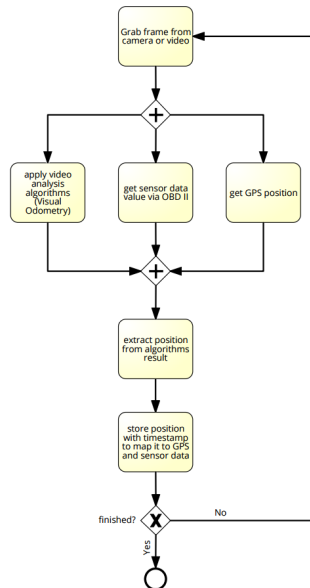 Grab frame from
camera or video
apply video
analysis
algorithms
(Visual
Odometry)
get sensor data
value via OBD II
get GPS position
extract position
from algorithms
result
store position
with timestamp
to map it to GPS
and sensor data
finished?
No
Yes